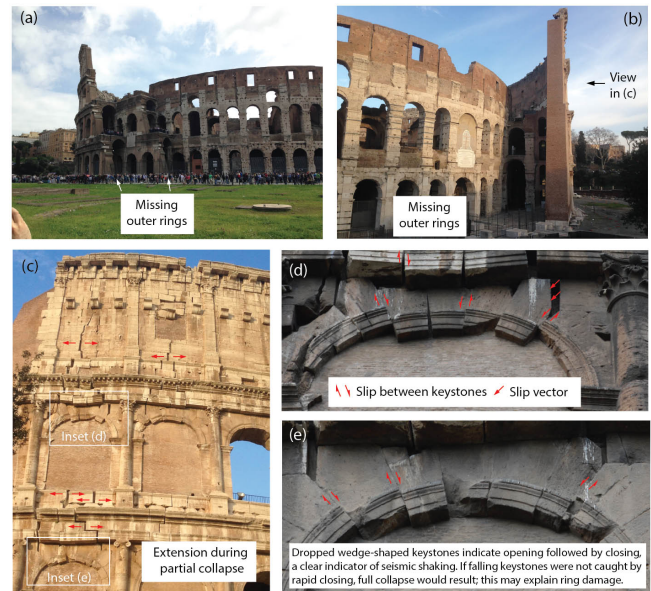 (a)
Missing
outer rings
(b)
View
in (c)
Missing
outer rings
(c)
Inset (d)
Inset (e)
Extension during
partial collapse
(d)
Slip between keystones
Slip vector
(e)
Dropped wedge-shaped keystones indicate opening followed by closing,
a clear indicator of seismic shaking. If falling keystones were not caught by
rapid closing, full collapse would result; this may explain ring damage.